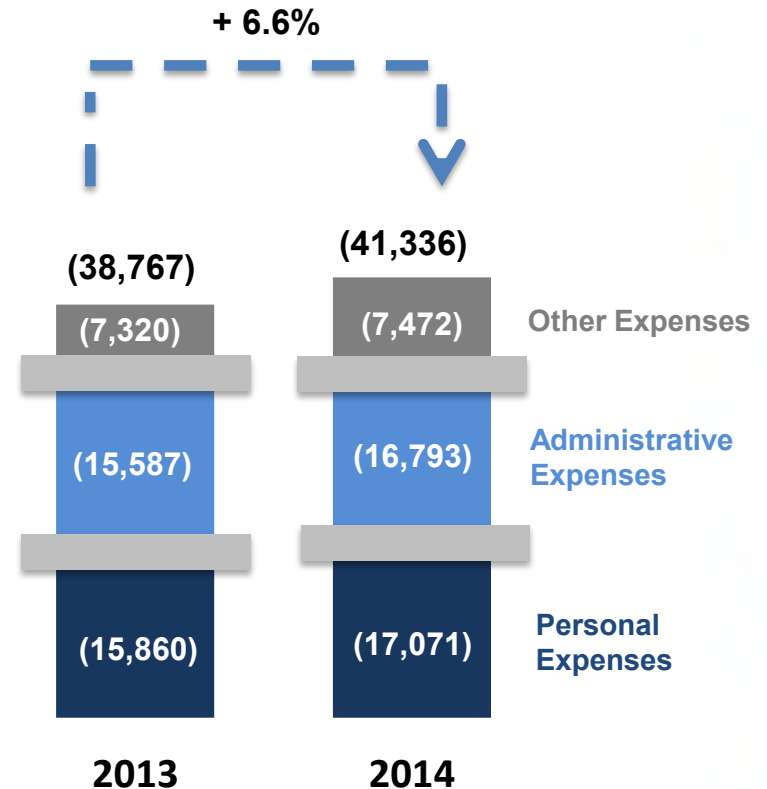 + 6.6%
(38,767)
(41,336)
(7,320)
(7,472)
Other Expenses
(15,587)
(16,793)
Administrative
Expenses
(15,860)
(17,071)
Personal
Expenses
2013
2014